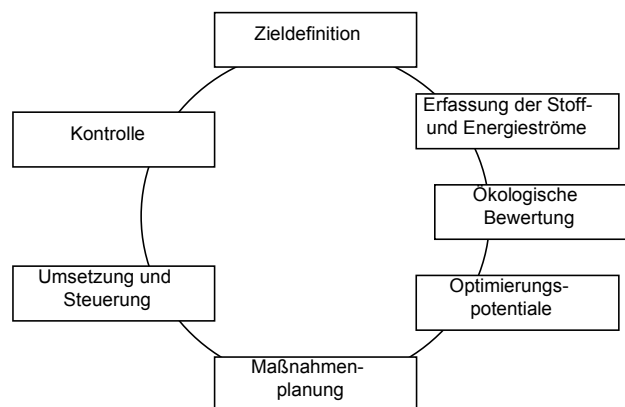 Zieldefinition
Erfassung der Stoff-
und Energieströme
Ökologische
Bewertung
Optimierungs-
potentiale
Maßnahmen-
planung
Umsetzung und
Steuerung
Kontrolle